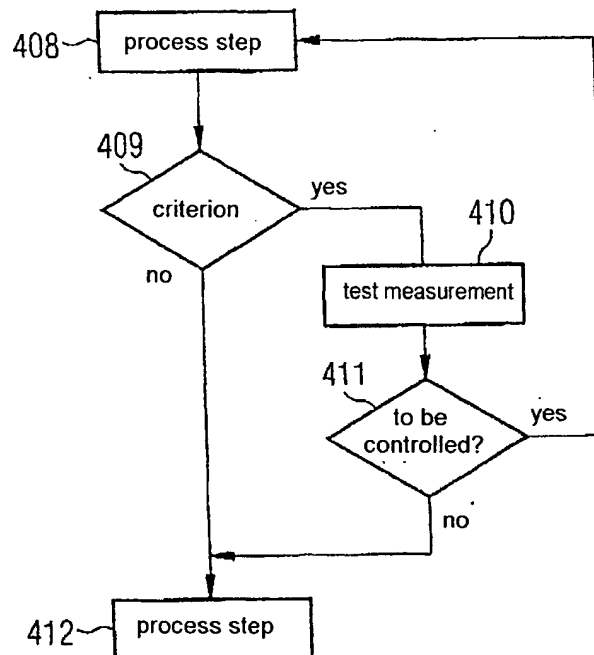 408
process step
409
criterion
yes
no
410
test measurement
411
to be
controlled?
yes
no
412
process step